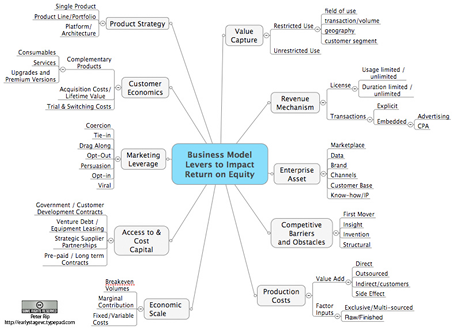 Single Product
Product Line/Portfolio
Platform/
Architecture
Product Strategy
Consumables
Services
Upgrades and
Premium Versions
Complementary
Products
Acquisition Costs/
Lifetime Value
Trial & Switching Costs
Customer
Economics
Coercion
Tie-in
Drag Along
Opt-Out
Persuasion
Opt-in
Viral
Marketing
Leverage
Government / Customer
Development Contracts
Venture Debt /
Equipment Leasing
Strategic Supplier
Partnerships
Pre-paid / Long term
Contracts
Access to &
Cost
Capital
Breakeven
Volumes
Marginal
Contribution
Fixed/Variable
Costs
Economic
Scale
Business Model
Levers to Impact
Return on Equity
Value
Capture
Restricted Use
field of use
transaction/volume
geography
customer segment
Unrestricted Use
Revenue
Mechanism
License
Usage limited /
unlimited
Duration limited /
unlimited
Transactions
Explicit
Embedded
Advertising
CPA
Enterprise
Asset
Marketplace
Data
Brand
Channels
Customer Base
Know-how/IP
Competitive
Barriers
and Obstacles
First Mover
Insight
Invention
Structural
Production
Costs
Value Add
Direct
Outsourced
Indirect/customers
Side Effect
Factor
Inputs
Exclusive/Multi-sourced
Raw/Finished
SOME RIGHTS RESERVED
Peter Rip
http://earlystagevc.typepad.com/